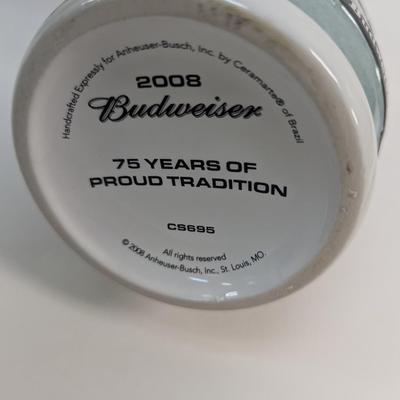 Handcrafted Expressly for Anheuser-Busch, Inc. by Ceramarte® of Brazil
2008
Budweiser
75 YEARS OF
PROUD TRADITION
CS695
All rights reserved
© 2008 Anheuser-Busch, Inc., St. Louis, MO.